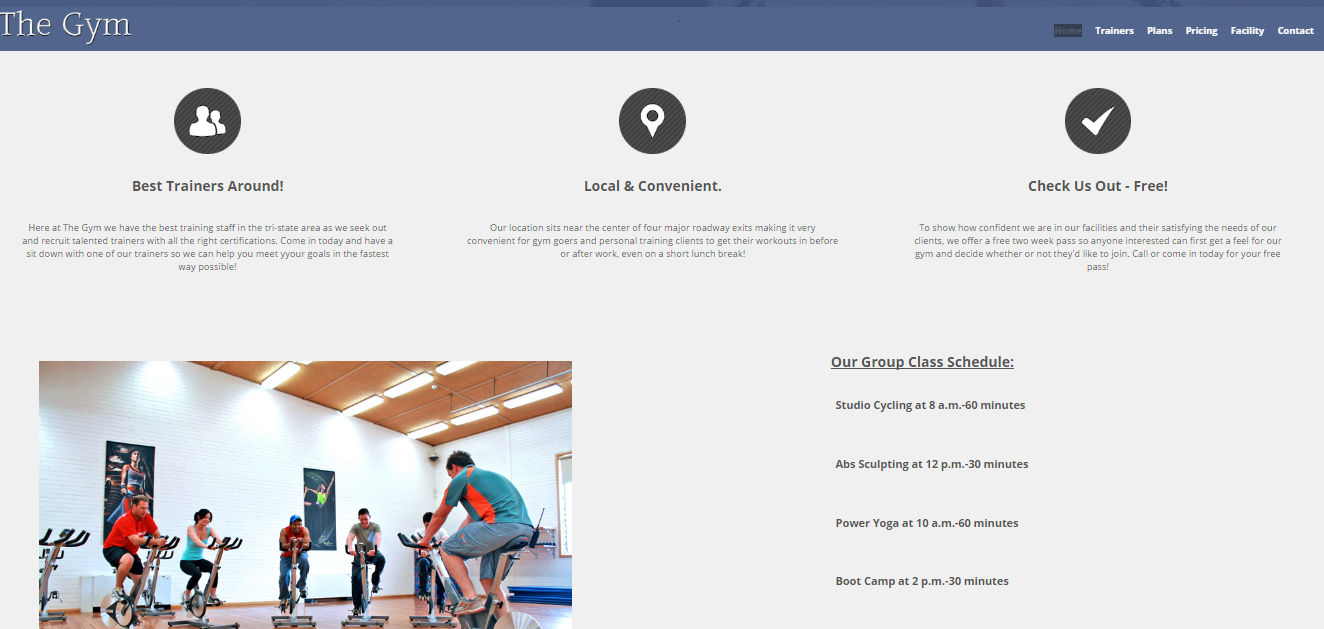 The Gym
Home Trainers Plans Pricing Facility Contact
Best Trainers Around!
Here at The Gym we have the best training staff in the tri-state area as we seek out
and recruit talented trainers with all the right certifications. Come in today and have a
sit down with one of our trainers so we can help you meet yyour goals in the fastest
way possible!
Local & Convenient.
Our location sits near the center of four major roadway exits making it very
convenient for gym goers and personal training clients to get their workouts in before
or after work, even on a short lunch break!
Check Us Out - Free!
To show how confident we are in our facilities and their satisfying the needs of our
clients, we offer a free two week pass so anyone interested can first get a feel for our
gym and decide whether or not they'd like to join. Call or come in today for your free
pass!
Our Group Class Schedule:
Studio Cycling at 8 a.m.-60 minutes
Abs Sculpting at 12 p.m.-30 minutes
Power Yoga at 10 a.m.-60 minutes
Boot Camp at 2 p.m.-30 minutes